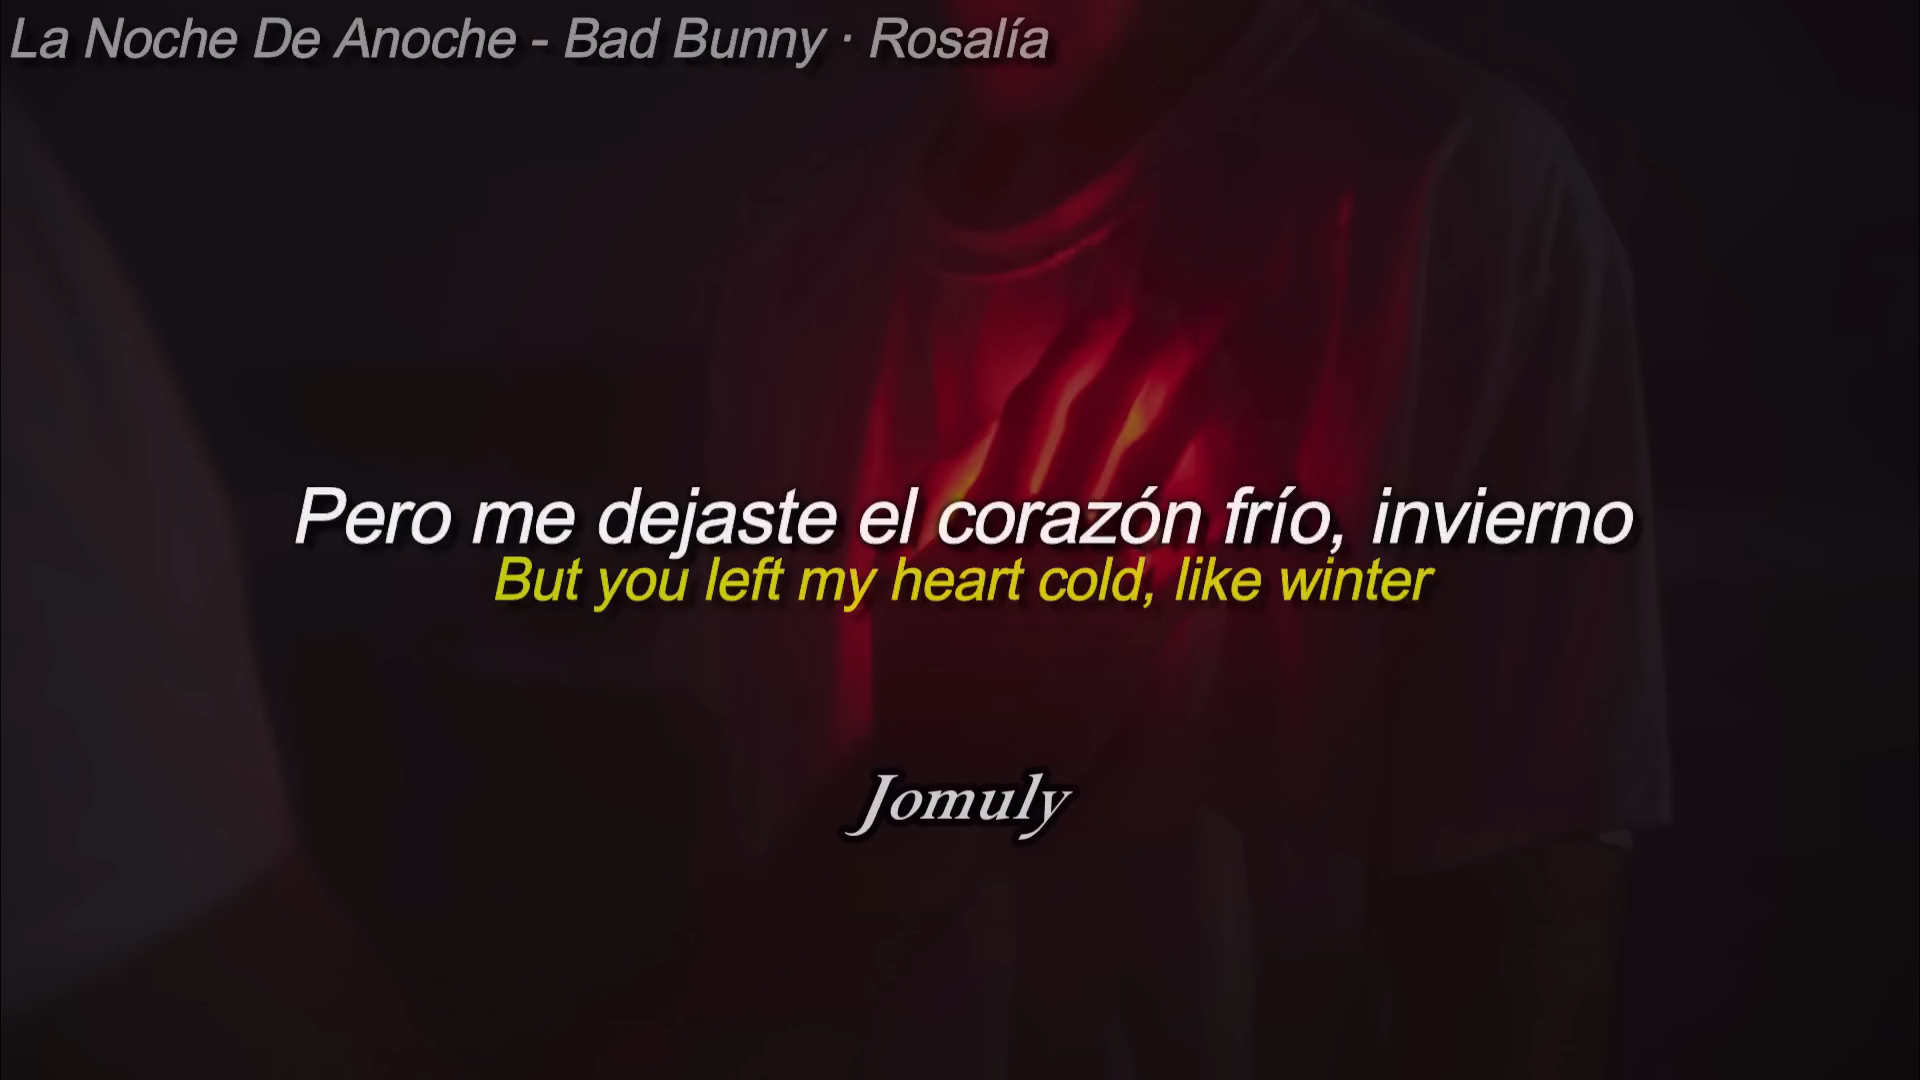 La Noche De Anoche - Bad Bunny · Rosalía
Pero me dejaste el corazón frío, invierno
But you left my heart cold, like winter
Jomuly